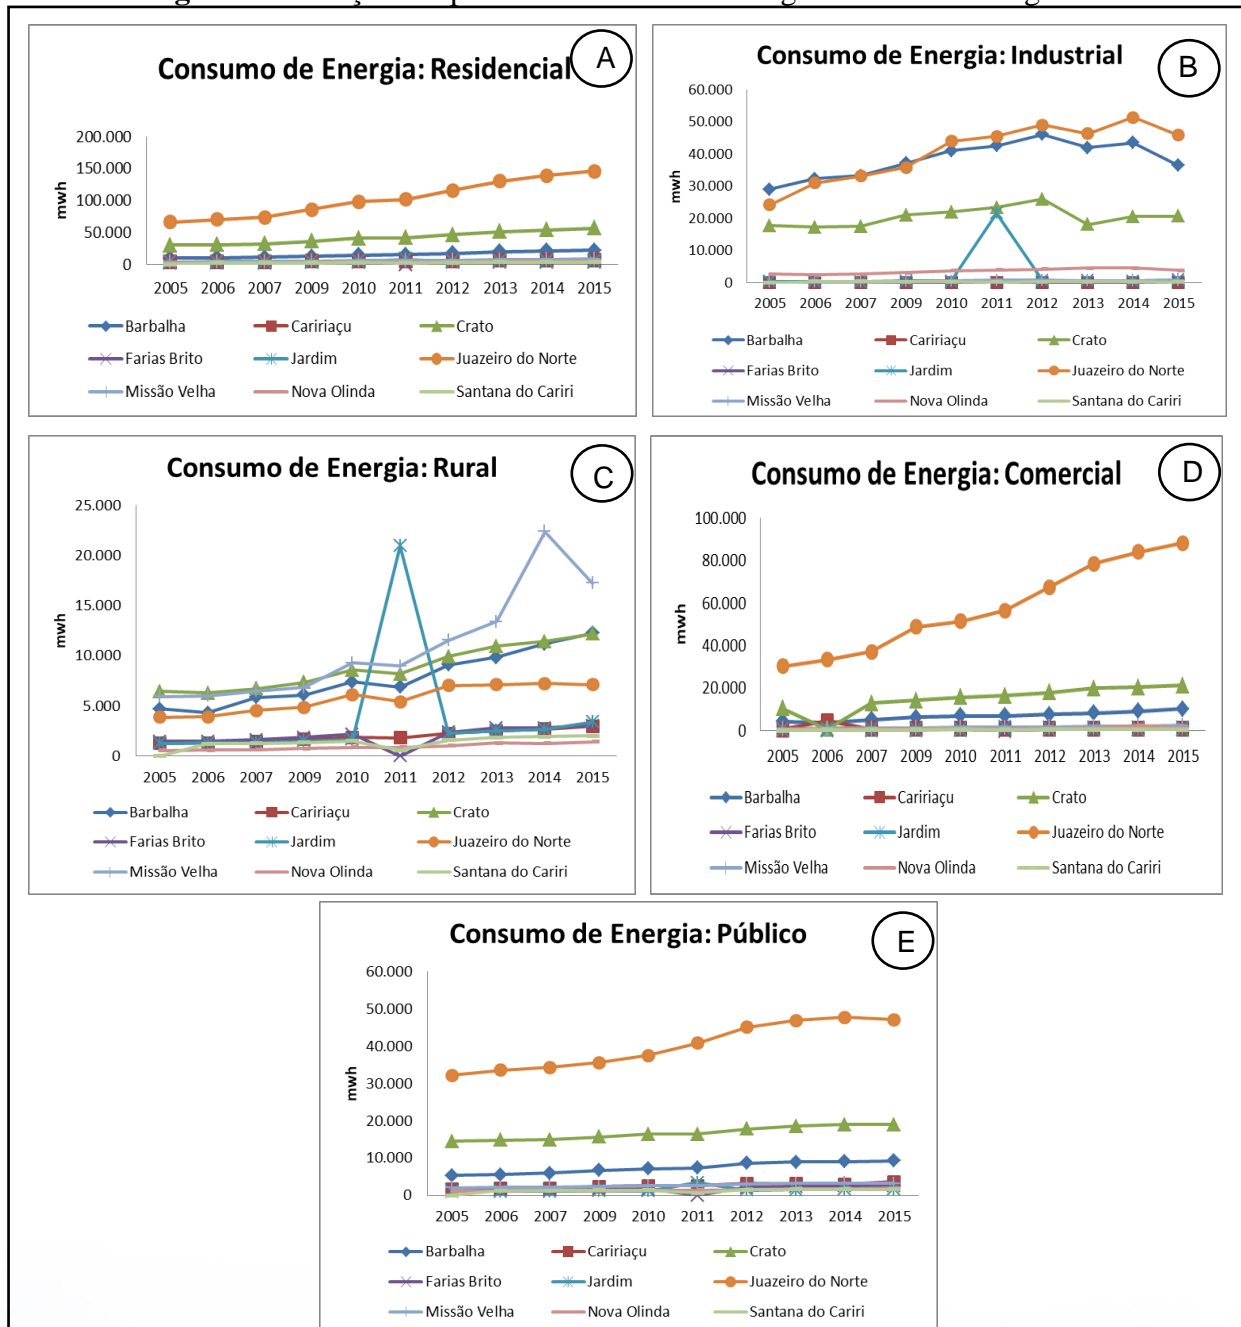 Consumo de Energia: Residencial
A
mwh
200.000
150.000
100.000
50.000
0
2005 2006 2007 2009 2010 2011 2012 2013 2014 2015
Barbalha Caririaçu Crato
Farias Brito Jardim Juazeiro do Norte
Missão Velha Nova Olinda Santana do Cariri
Consumo de Energia: Industrial
B
mwh
60.000
50.000
40.000
30.000
20.000
10.000
0
2005 2006 2007 2009 2010 2011 2012 2013 2014 2015
Barbalha Caririaçu Crato
Farias Brito Jardim Juazeiro do Norte
Missão Velha Nova Olinda Santana do Cariri
Consumo de Energia: Rural
C
mwh
25.000
20.000
15.000
10.000
5.000
0
2005 2006 2007 2009 2010 2011 2012 2013 2014 2015
Barbalha Caririaçu Crato
Farias Brito Jardim Juazeiro do Norte
Missão Velha Nova Olinda Santana do Cariri
Consumo de Energia: Comercial
D
mwh
100.000
80.000
60.000
40.000
20.000
0
2005 2006 2007 2009 2010 2011 2012 2013 2014 2015
Barbalha Caririaçu Crato
Farias Brito Jardim Juazeiro do Norte
Missão Velha Nova Olinda Santana do Cariri
Consumo de Energia: Público
E
mwh
60.000
50.000
40.000
30.000
20.000
10.000
0
2005 2006 2007 2009 2010 2011 2012 2013 2014 2015
Barbalha Caririaçu Crato
Farias Brito Jardim Juazeiro do Norte
Missão Velha Nova Olinda Santana do Cariri